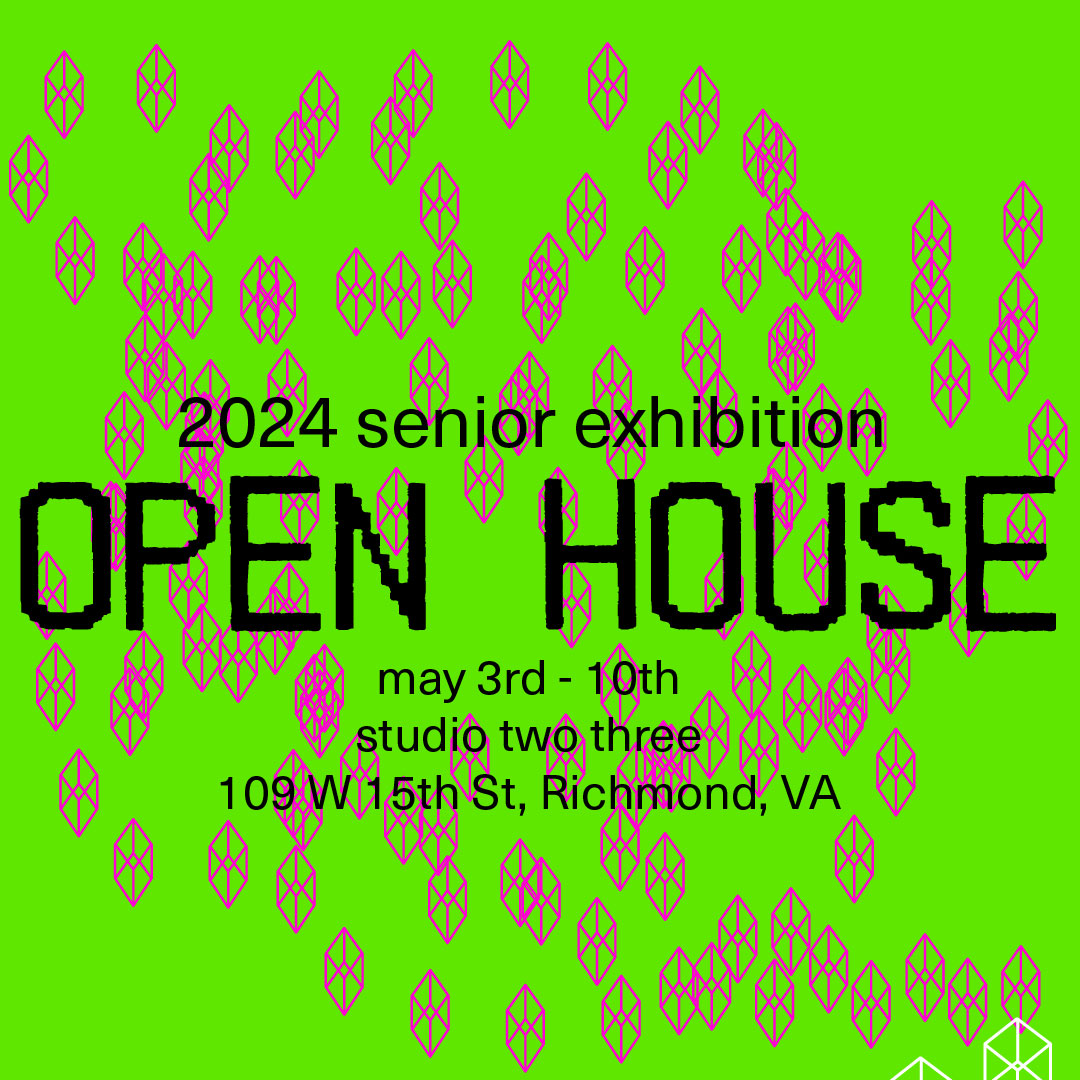 2024 senior exhibition
OPEN HOUSE
may 3rd - 10th
studio two three
109 W 15th St, Richmond, VA